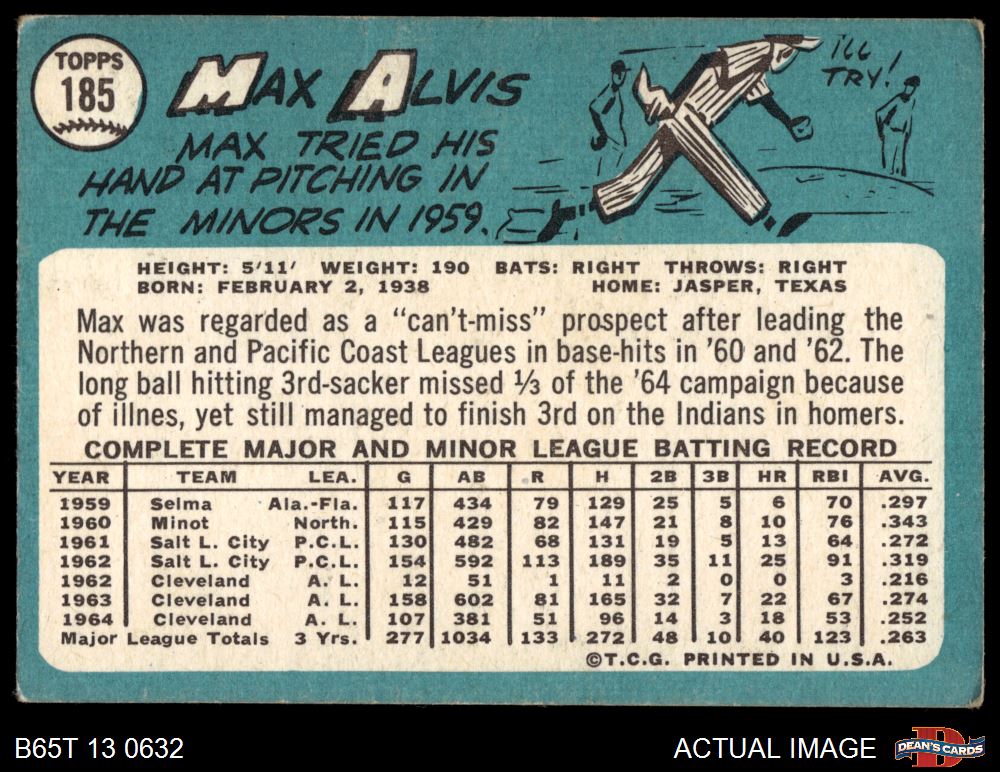 TOPPS
185
MAX ALVIS
MAX TRIED HIS
HAND AT PITCHING IN
THE MINORS IN 1959.
I'LL
TRY!
HEIGHT: 5'11' WEIGHT: 190 BATS: RIGHT THROWS: RIGHT
BORN: FEBRUARY 2, 1938 HOME: JASPER, TEXAS
Max was regarded as a "can't-miss" prospect after leading the
Northern and Pacific Coast Leagues in base-hits in '60 and '62. The
long ball hitting 3rd-sacker missed ⅓ of the '64 campaign because
of illnes, yet still managed to finish 3rd on the Indians in homers.
COMPLETE MAJOR AND MINOR LEAGUE BATTING RECORD
YEAR TEAM LEA. G AB R H 2B 3B HR RBI AVG.
1959 Selma Ala.-Fla. 117 434 79 129 25 5 6 70 .297
1960 Minot North. 115 429 82 147 21 8 10 76 .343
1961 Salt L. City P.C.L. 130 482 68 131 19 5 13 64 .272
1962 Salt L. City P.C.L. 154 592 113 189 35 11 25 91 .319
1962 Cleveland A. L. 12 51 1 11 2 0 0 3 .216
1963 Cleveland A. L. 158 602 81 165 32 7 22 67 .274
1964 Cleveland A. L. 107 381 51 96 14 3 18 53 .252
Major League Totals 3 Yrs. 277 1034 133 272 48 10 40 123 .263
©T.C.G. PRINTED IN U.S.A.
B65T 13 0632 ACTUAL IMAGE DEAN'S CARDS